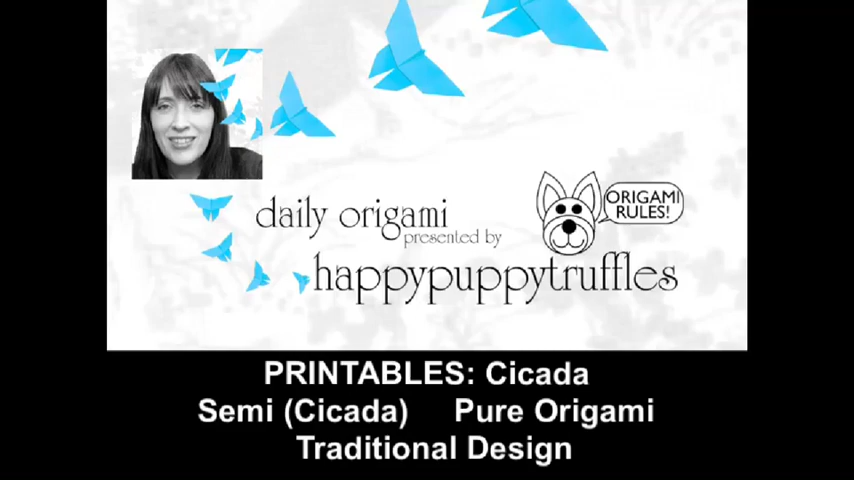 ORIGAMI
RULES!
daily origami
presented by
happypuppytruffles
PRINTABLES: Cicada
Semi (Cicada) Pure Origami
Traditional Design